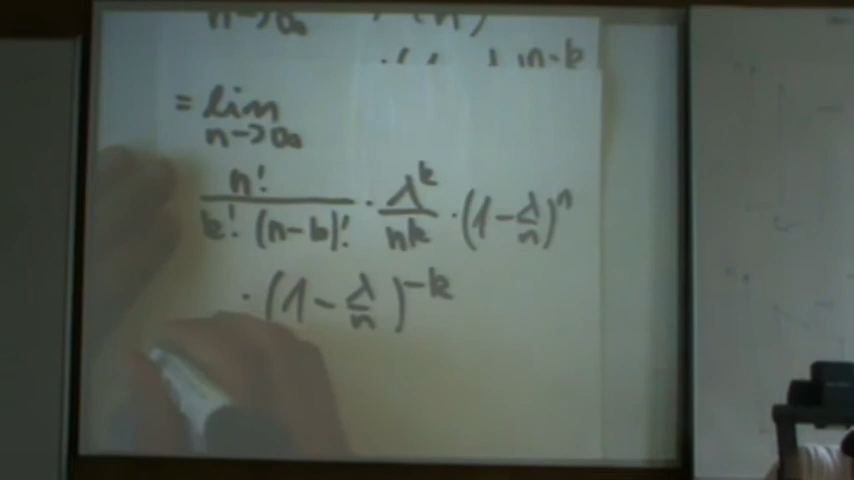 n→∞ (n)
n-k
= lim
n→∞
n! / k! · (n-k)! · λ^k / n^k · (1 - λ/n)^n
· (1 - λ/n)^-k